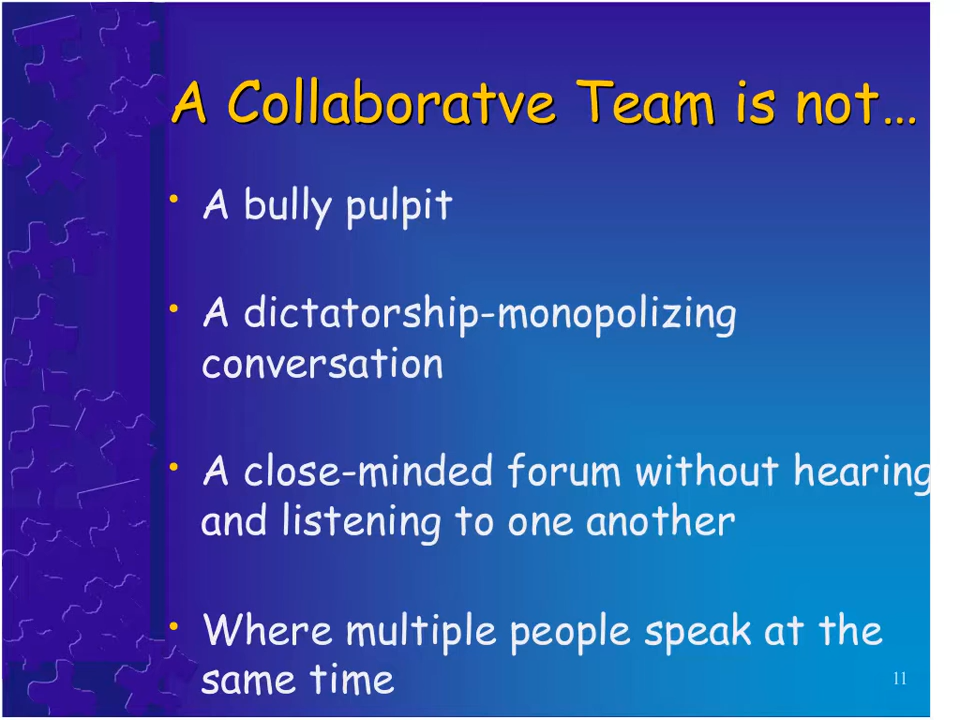 A Collaboratve Team is not…
• A bully pulpit
• A dictatorship-monopolizing
conversation
• A close-minded forum without hearing
and listening to one another
• Where multiple people speak at the
same time
11